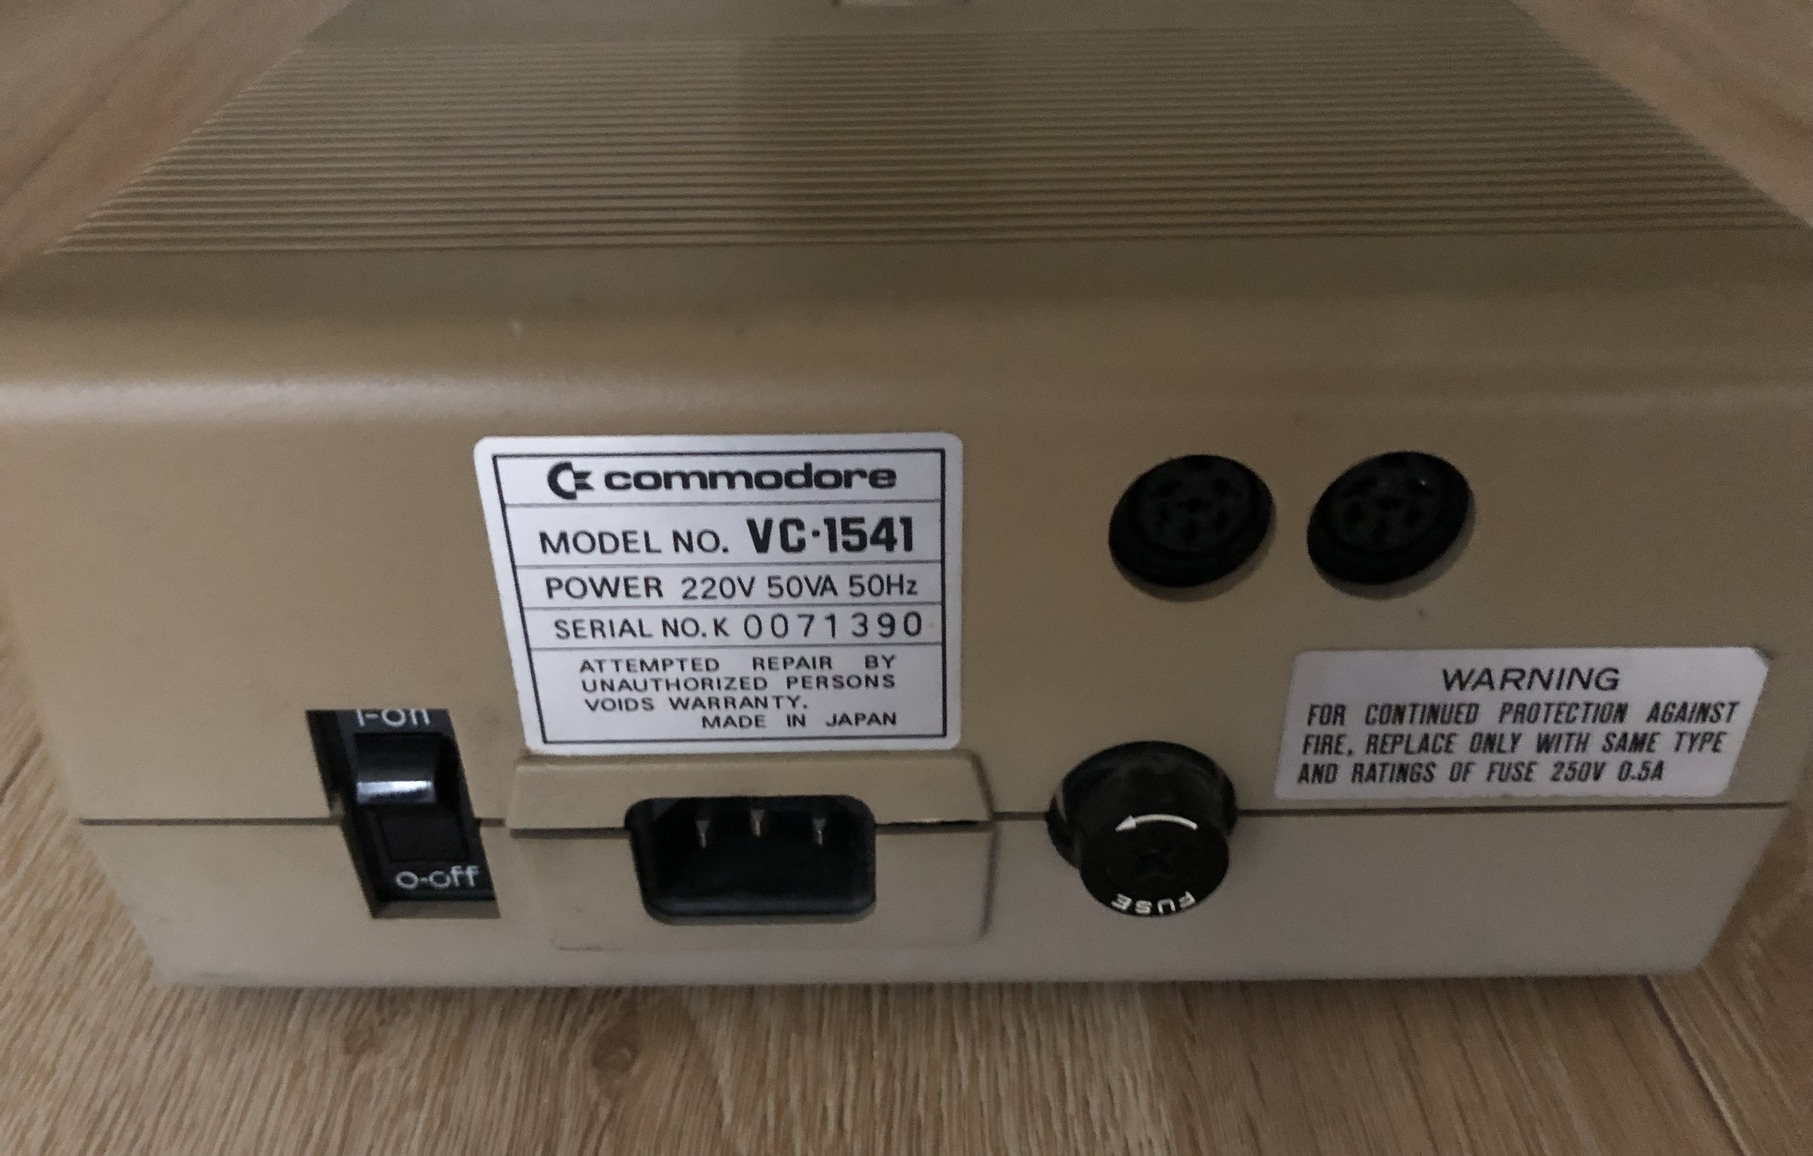 commodore
MODEL NO. VC·1541
POWER 220V 50VA 50Hz
SERIAL NO. K 0071390
ATTEMPTED REPAIR BY
UNAUTHORIZED PERSONS
VOIDS WARRANTY.
MADE IN JAPAN
WARNING
FOR CONTINUED PROTECTION AGAINST
FIRE, REPLACE ONLY WITH SAME TYPE
AND RATINGS OF FUSE 250V 0.5A
I-on
o-off
FUSE